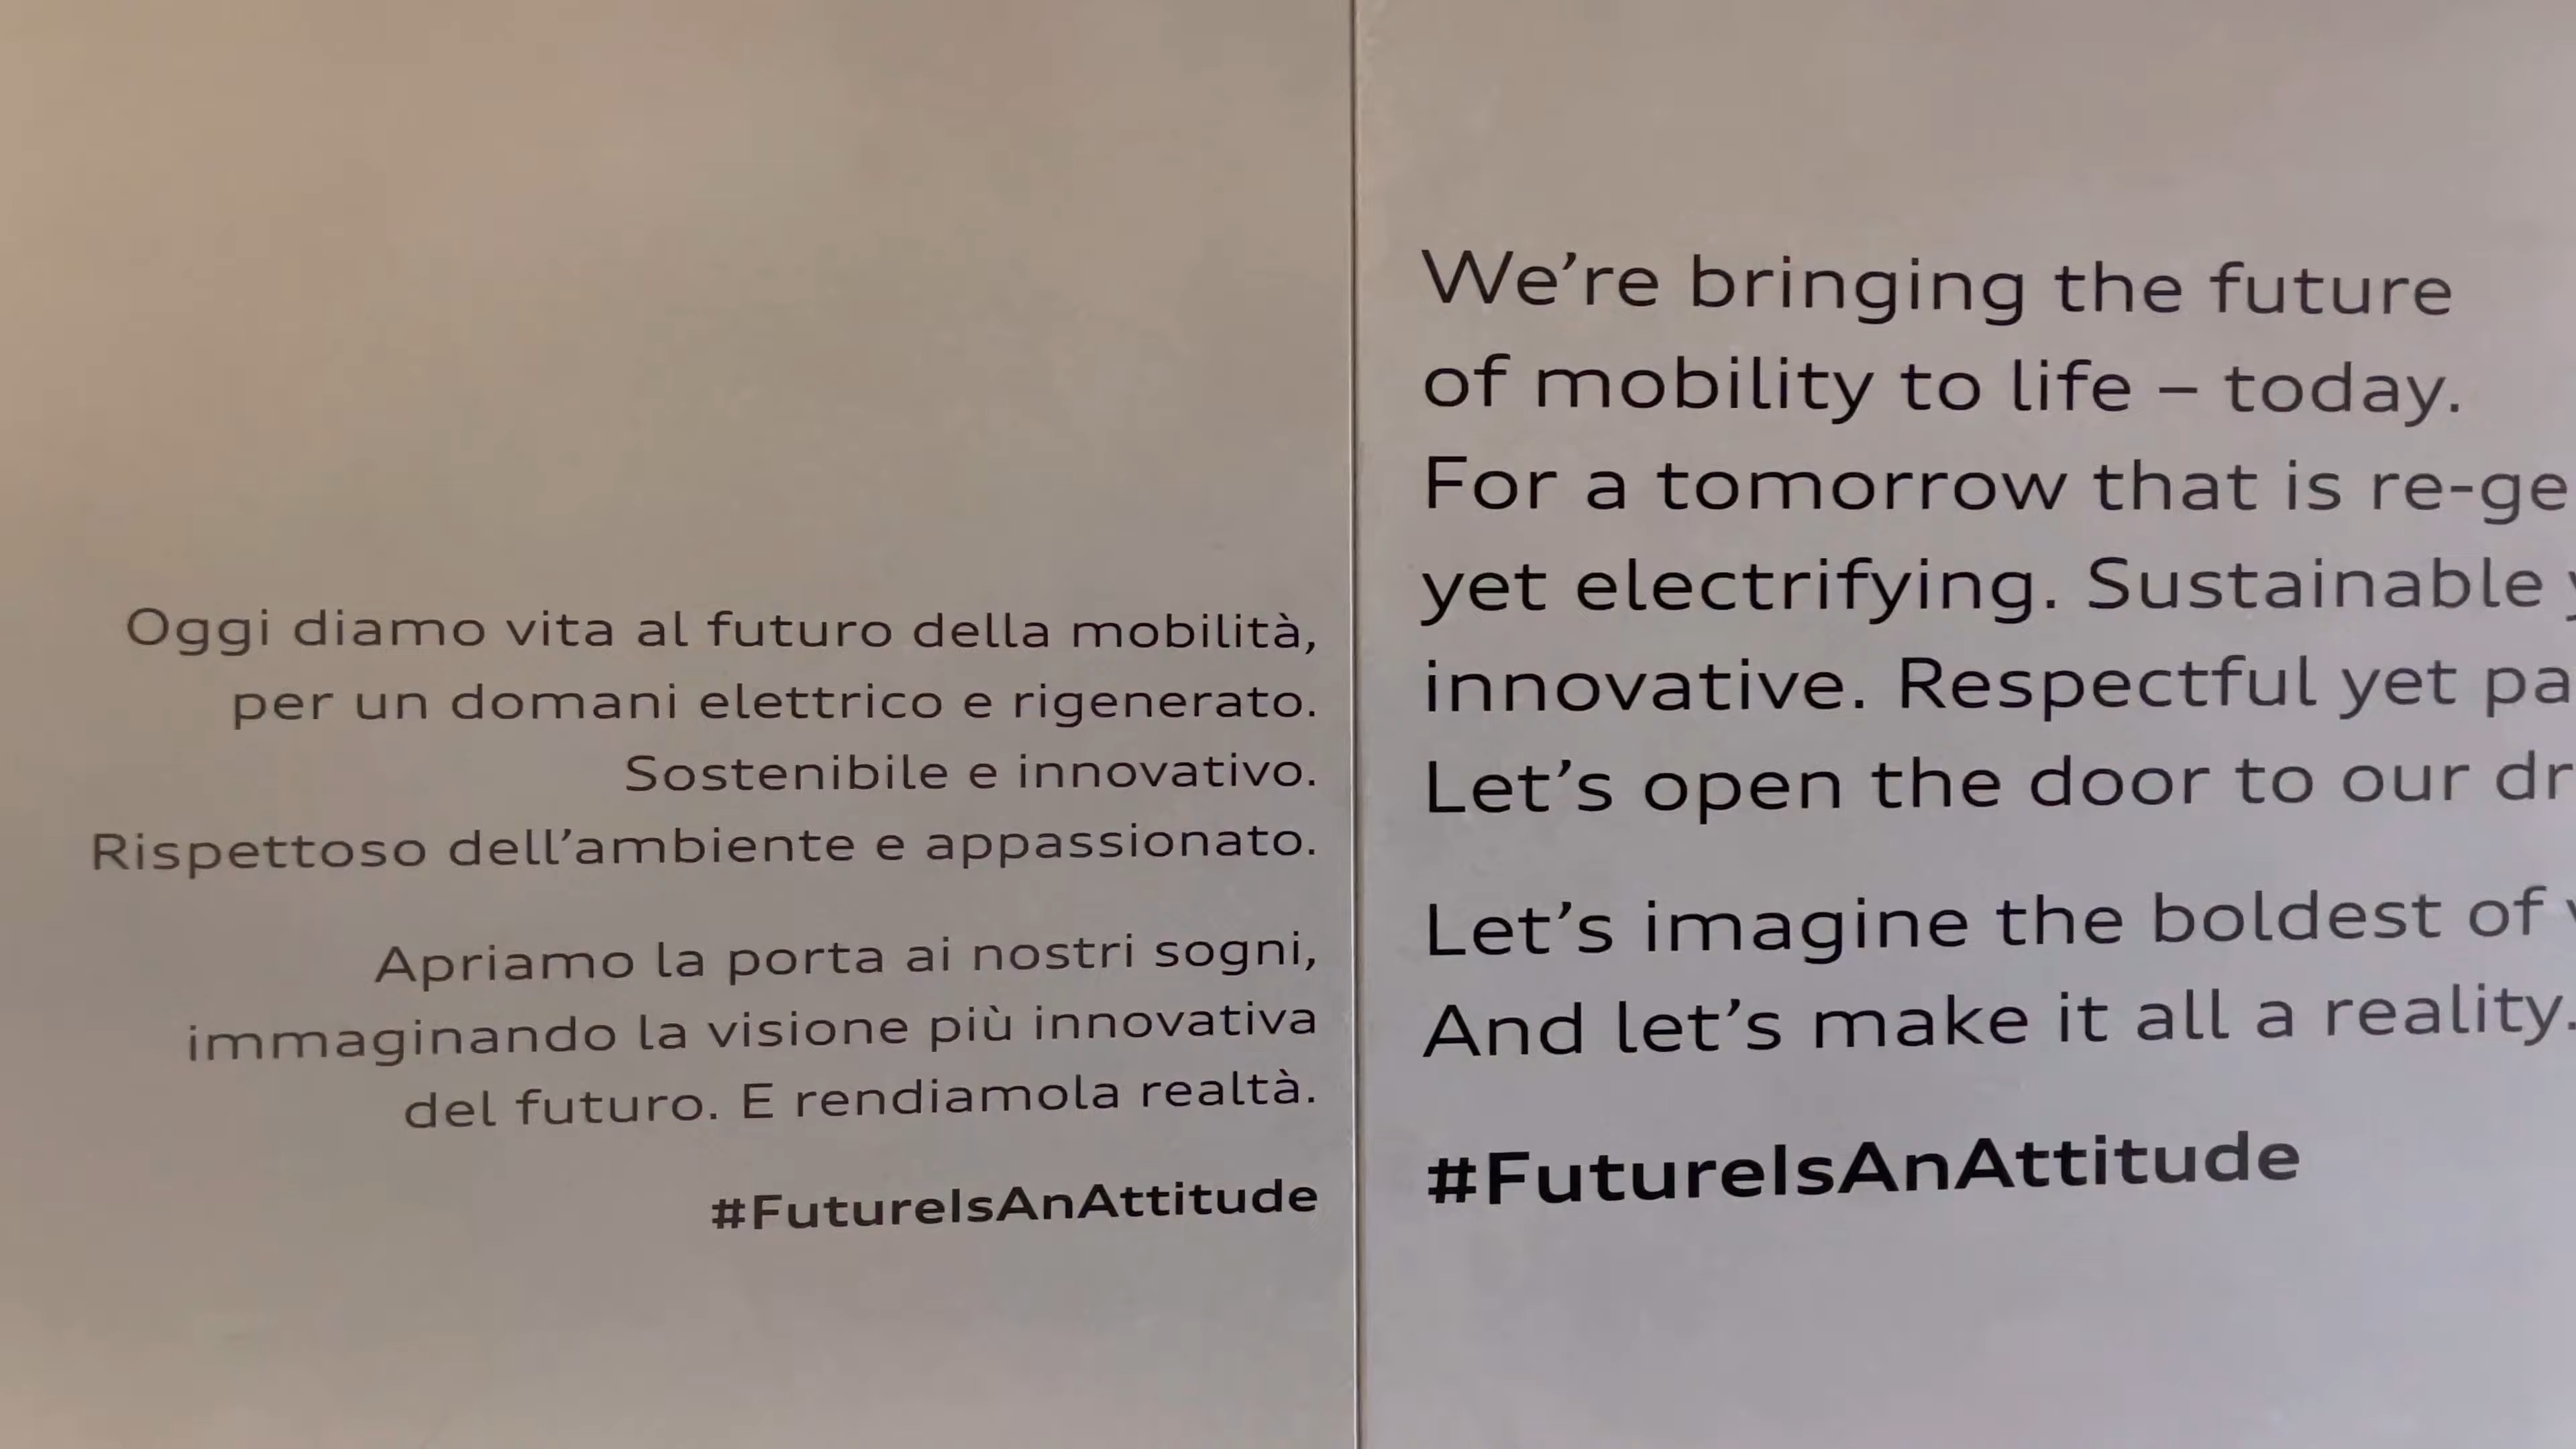 Oggi diamo vita al futuro della mobilità,
per un domani elettrico e rigenerato.
Sostenibile e innovativo.
Rispettoso dell’ambiente e appassionato.
Apriamo la porta ai nostri sogni,
immaginando la visione più innovativa
del futuro. E rendiamola realtà.
#FutureIsAnAttitude
We’re bringing the future
of mobility to life – today.
For a tomorrow that is
yet electrifying. Sustainable
innovative. Respectful yet
Let’s open the door to our
Let’s imagine the boldest of
And let’s make it all a reality.
#FutureIsAnAttitude